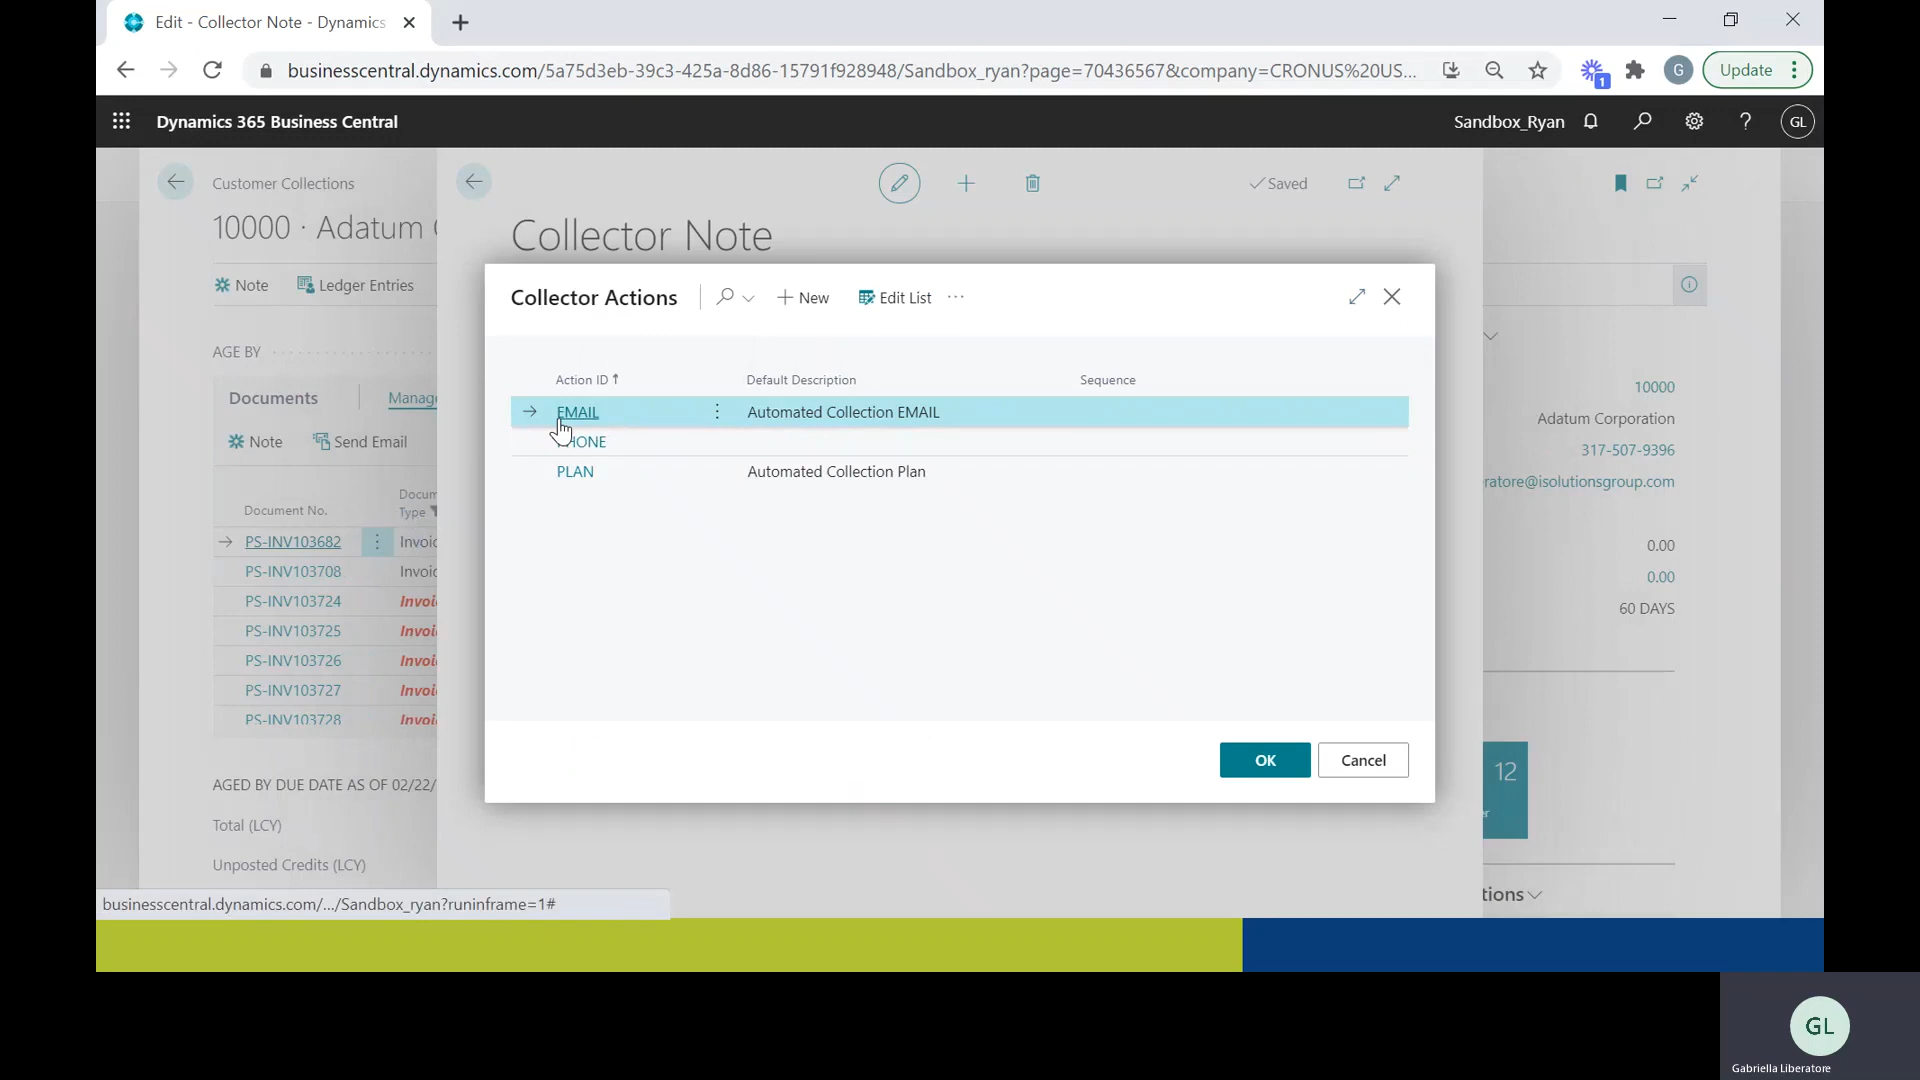 Edit - Collector Note - Dynamics
businesscentral.dynamics.com/5a75d3eb-39c3-425a-8d86-15791f928948/Sandbox_ryan?page=70436567&company=CRONUS%20US...
1
G
Update
Dynamics 365 Business Central
Sandbox_Ryan
?
GL
Customer Collections
Saved
10000 · Adatum
Collector Note
Note
Ledger Entries
Collector Actions
New
Edit List
...
AGE BY
Documents
Manag
Note
Send Email
Action ID ↑
Default Description
Sequence
EMAIL
Automated Collection EMAIL
HONE
PLAN
Automated Collection Plan
10000
Adatum Corporation
317-507-9396
ratore@isolutionsgroup.com
0.00
0.00
60 DAYS
Document No.
Docum
Type
PS-INV103682
Invoic
PS-INV103708
Invoic
PS-INV103724
Invoi
PS-INV103725
Invoi
PS-INV103726
Invoi
PS-INV103727
Invoi
PS-INV103728
Invoi
OK
Cancel
12
er
AGED BY DUE DATE AS OF 02/22/
Total (LCY)
Unposted Credits (LCY)
tions
businesscentral.dynamics.com/.../Sandbox_ryan?runinframe=1#
GL
Gabriella Liberatore